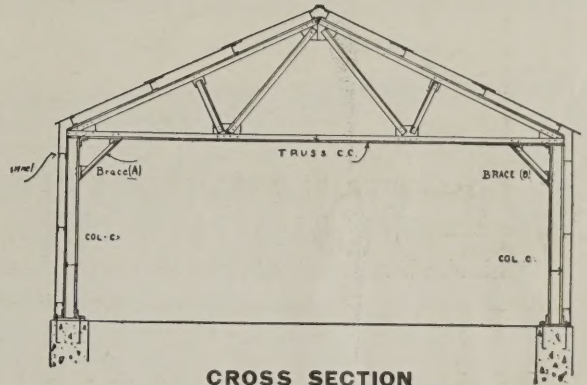 TRUSS C.C.
Brace (A)
BRACE (B)
COL. C.
COL. C.
CROSS SECTION